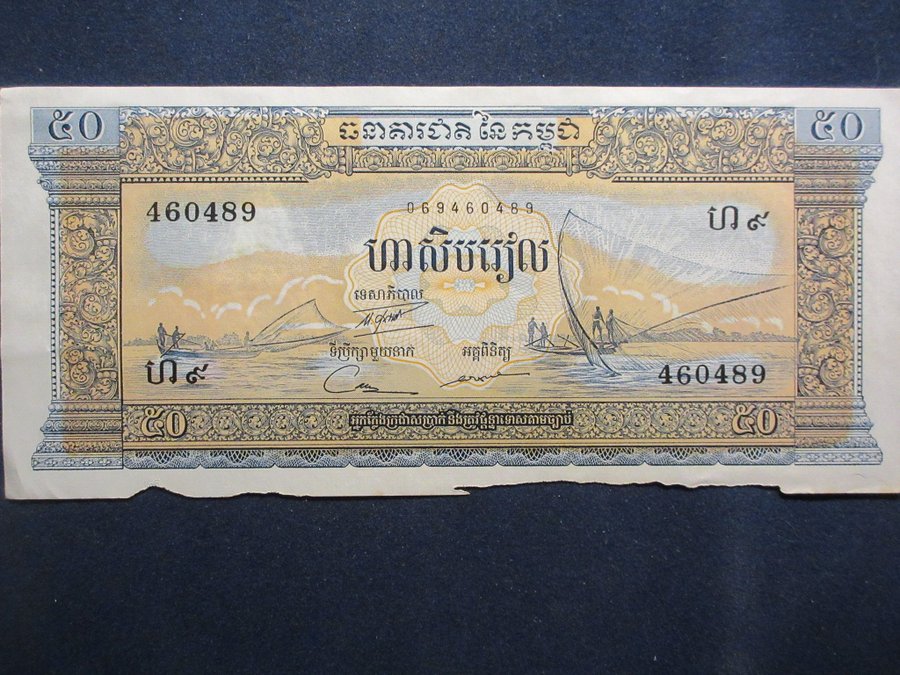 ៥០ ធនាគារជាតិ នៃ កម្ពុជា ៥០
069460489
460489 ហ ៩
ហាសិបរៀល
ទេសាភិបាល
ទីប្រឹក្សាមួយទាក់ អគ្គពិនិត្យ
ហ ៩ 460489
៥០ ៥០